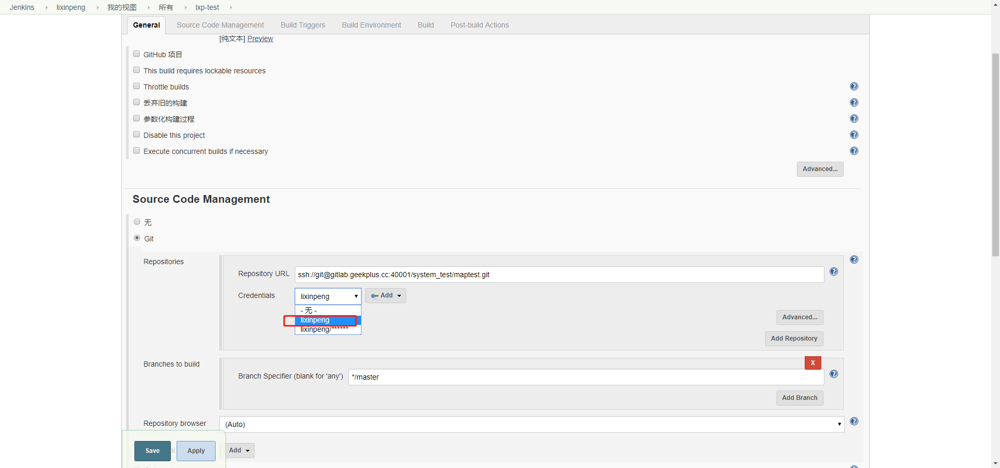 Jenkins lixinpeng 我的视图 所有 lxp-test
General Source Code Management Build Triggers Build Environment Build Post-build Actions
[纯文本] Preview
GitHub 项目
This build requires lockable resources
Throttle builds
丢弃旧的构建
参数化构建过程
Disable this project
Execute concurrent builds if necessary
Advanced...
Source Code Management
无
Git
Repositories
Repository URL ssh://git@gitlab.geekplus.cc:40001/system_test/maptest.git
Credentials lixinpeng Add
- 无 -
lixinpeng
lixinpeng/******
Advanced...
Add Repository
Branches to build
X
Branch Specifier (blank for 'any') */master
Add Branch
Repository browser (Auto)
Save Apply Add